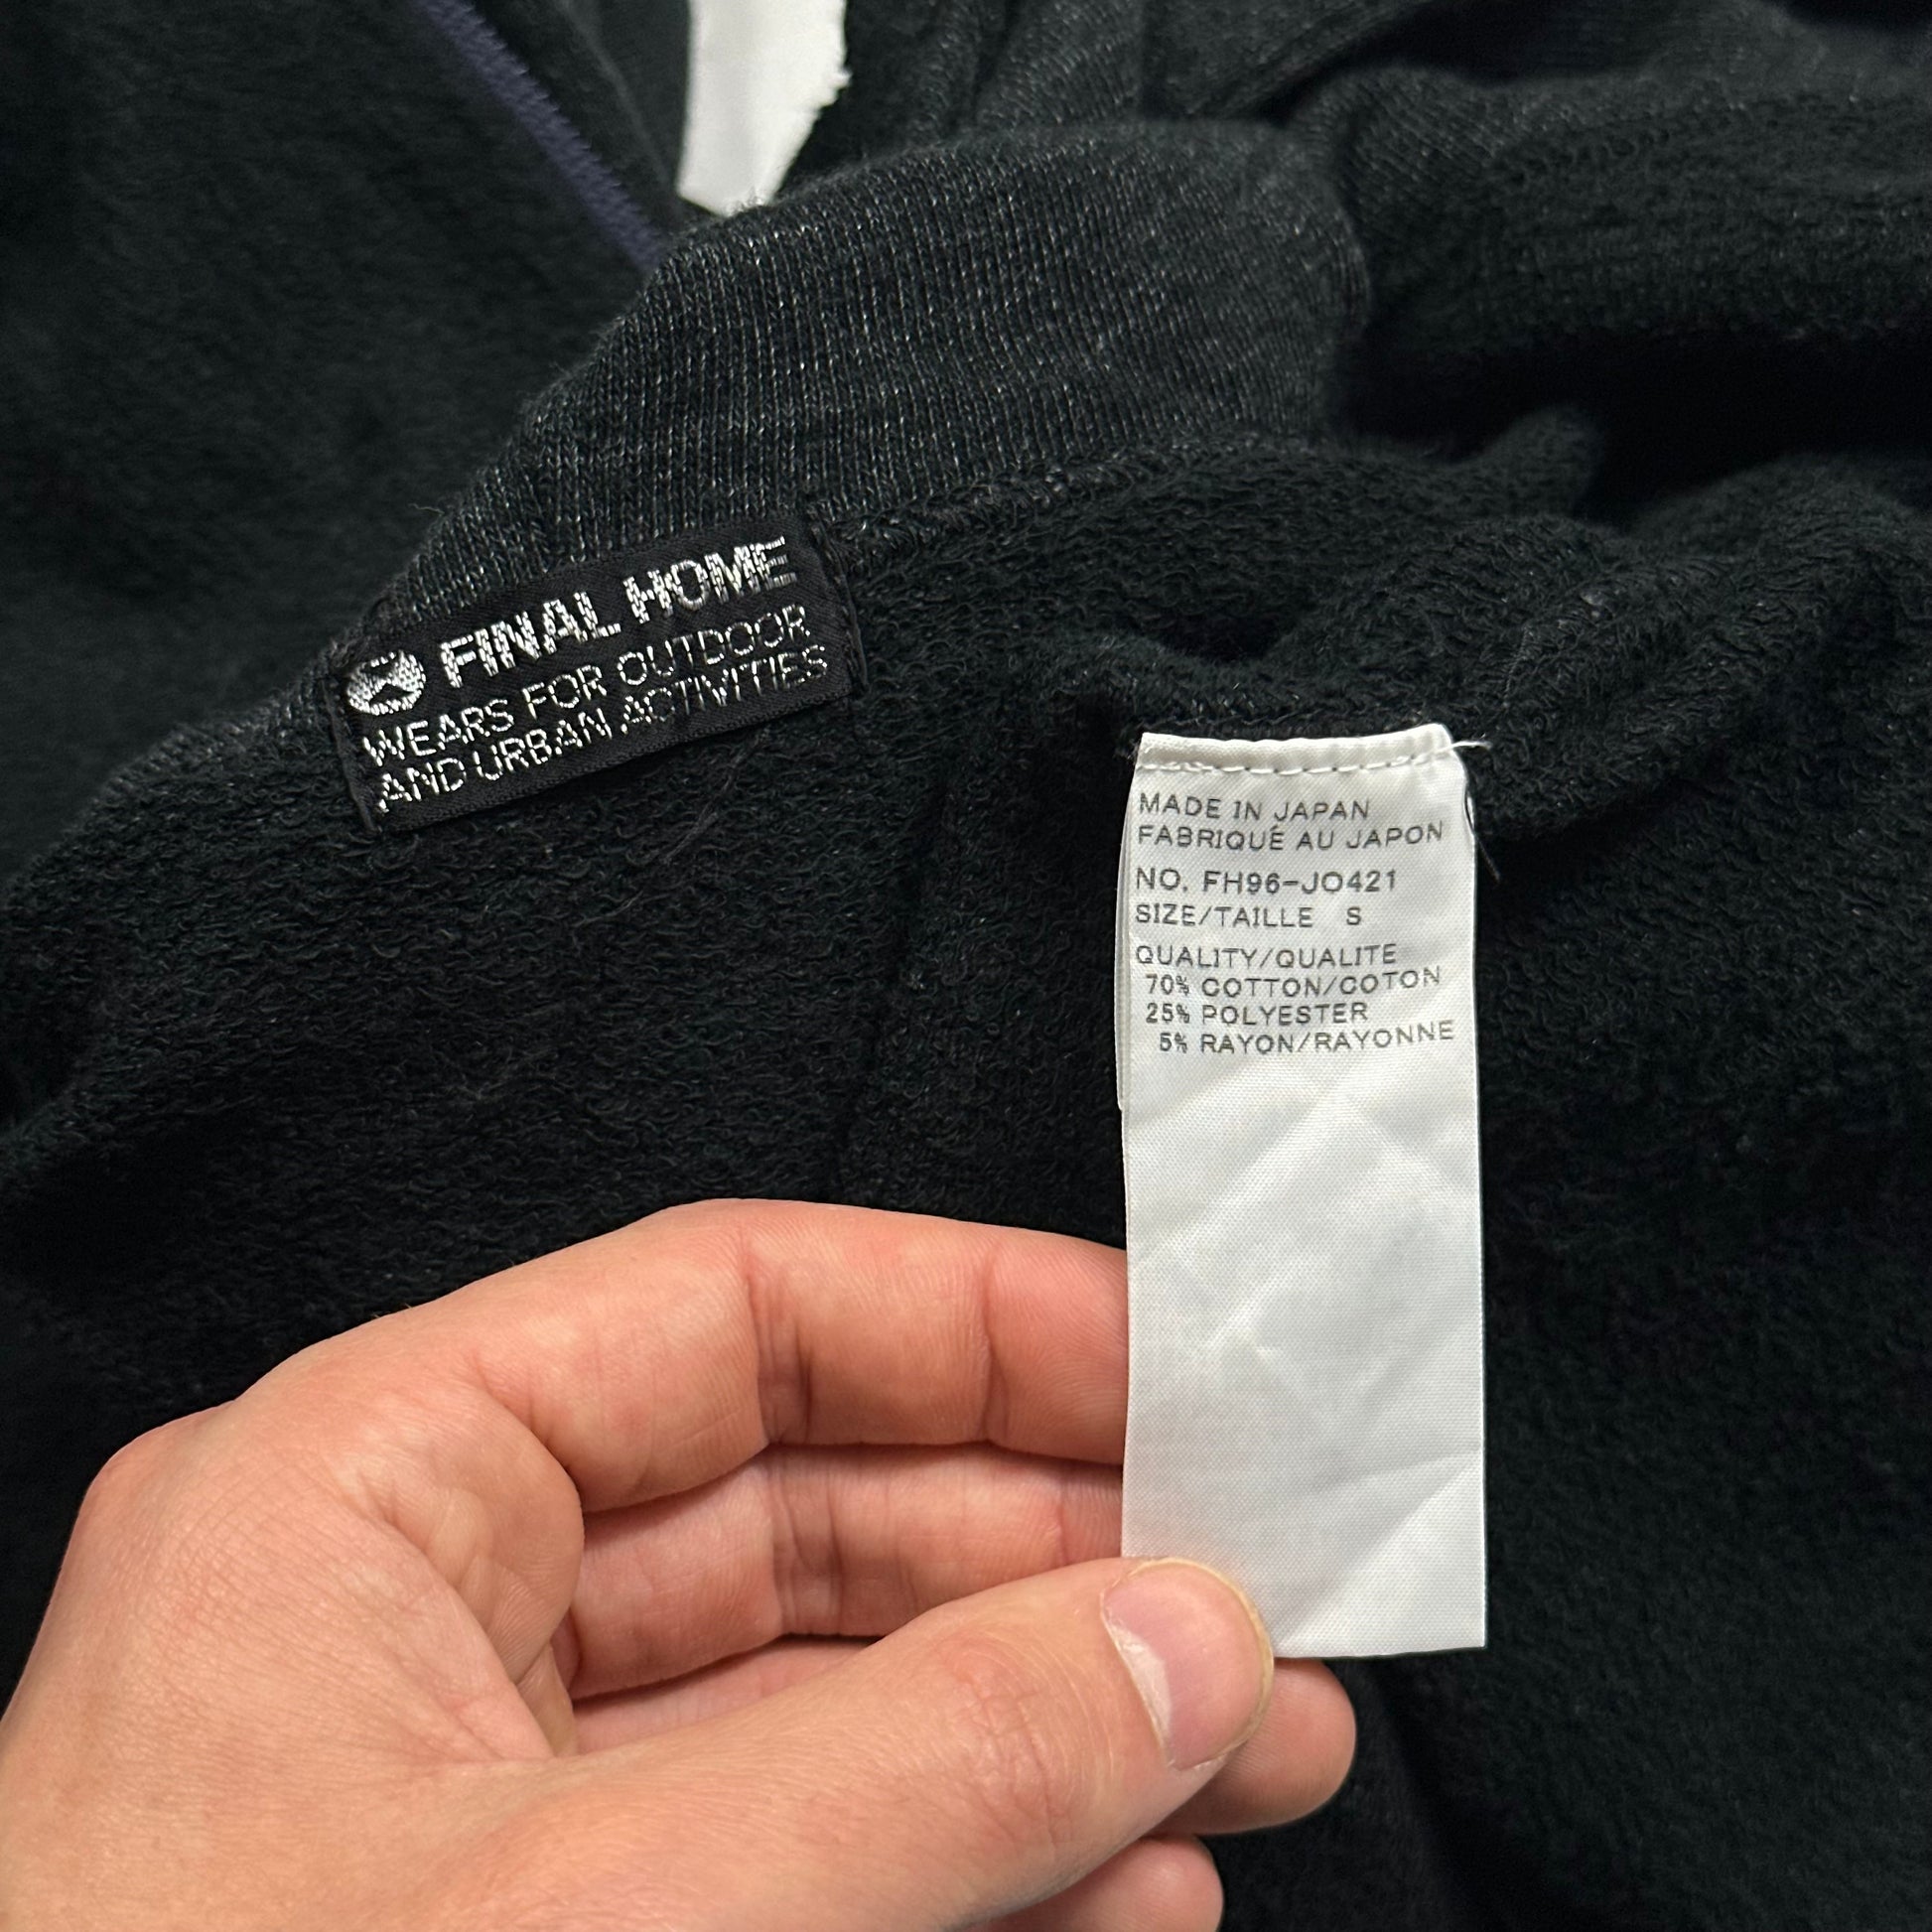 FINAL HOME
WEARS FOR OUTDOOR
AND URBAN ACTIVITIES
MADE IN JAPAN
FABRIQUÉ AU JAPON
NO. FH96-JO421
SIZE/TAILLE S
QUALITY/QUALITE
70% COTTON/COTON
25% POLYESTER
5% RAYON/RAYONNE